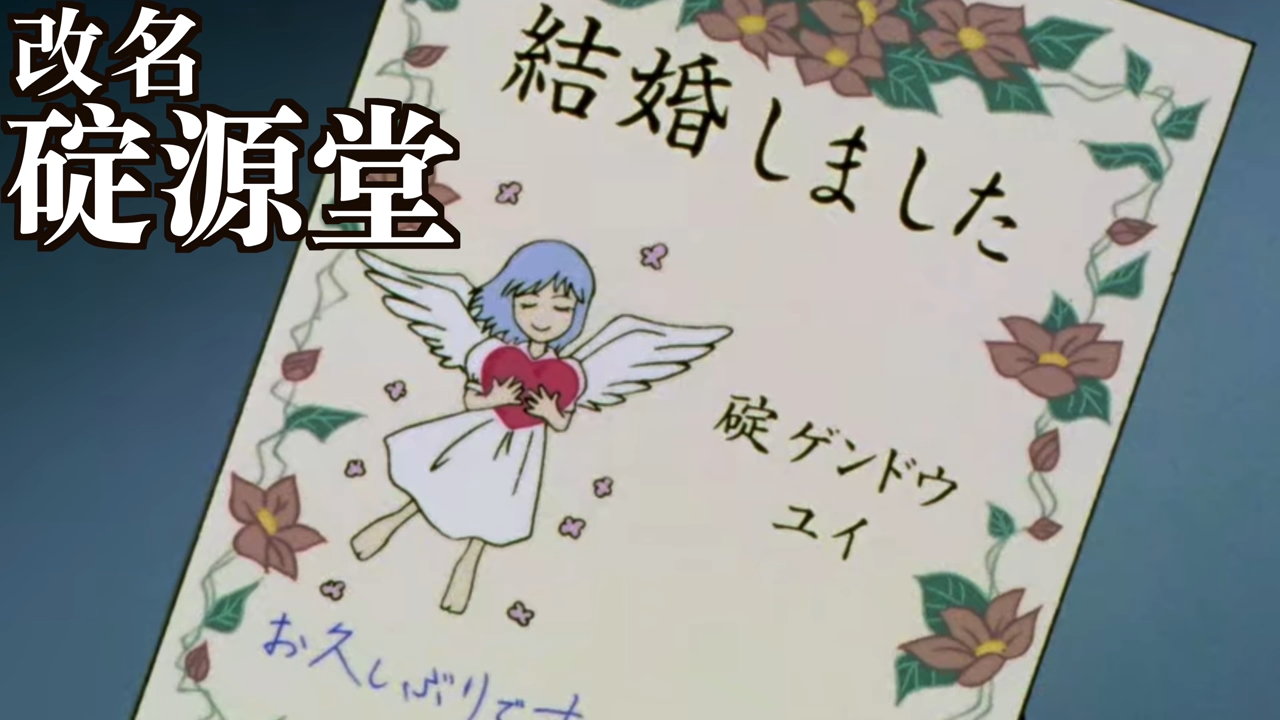 改名
碇源堂
結婚しました
碇ゲンドウ
ユイ
お久しぶりです